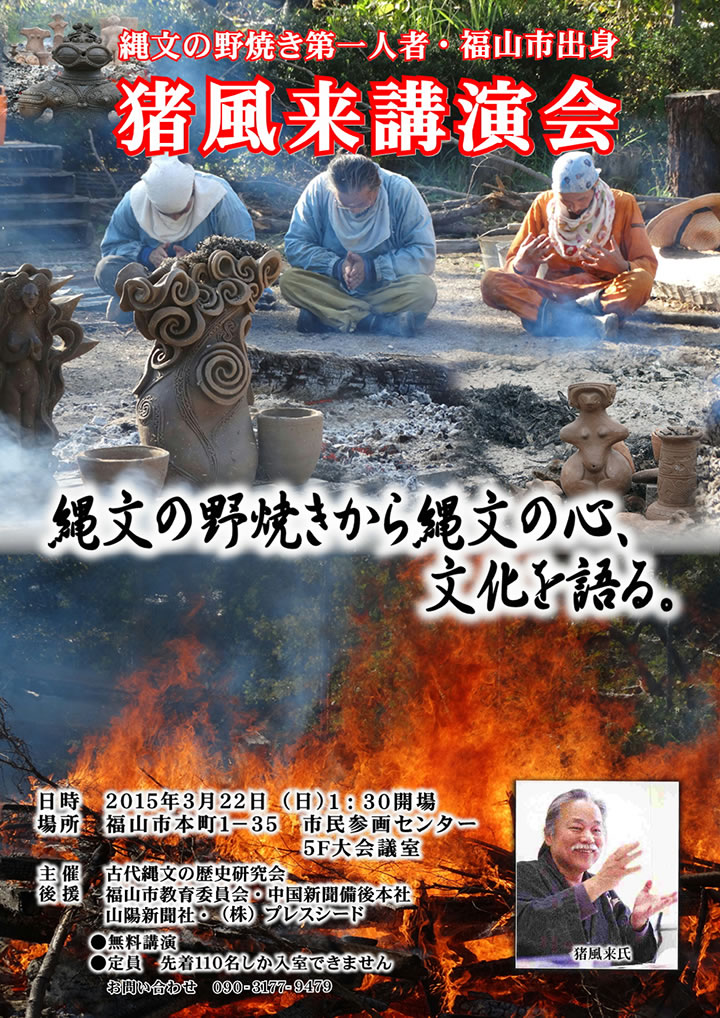 縄文の野焼き第一人者・福山市出身
猪風来講演会
縄文の野焼きから縄文の心、
文化を語る。
日時 2015年3月22日（日）1：30開場
場所 福山市本町1−35 市民参画センター
5F大会議室
主催 古代縄文の歴史研究会
後援 福山市教育委員会・中国新聞備後本社
山陽新聞社・（株）プレスシード
●無料講演
●定員 先着110名しか入室できません
お問い合わせ 090-3177-9479
猪風来氏